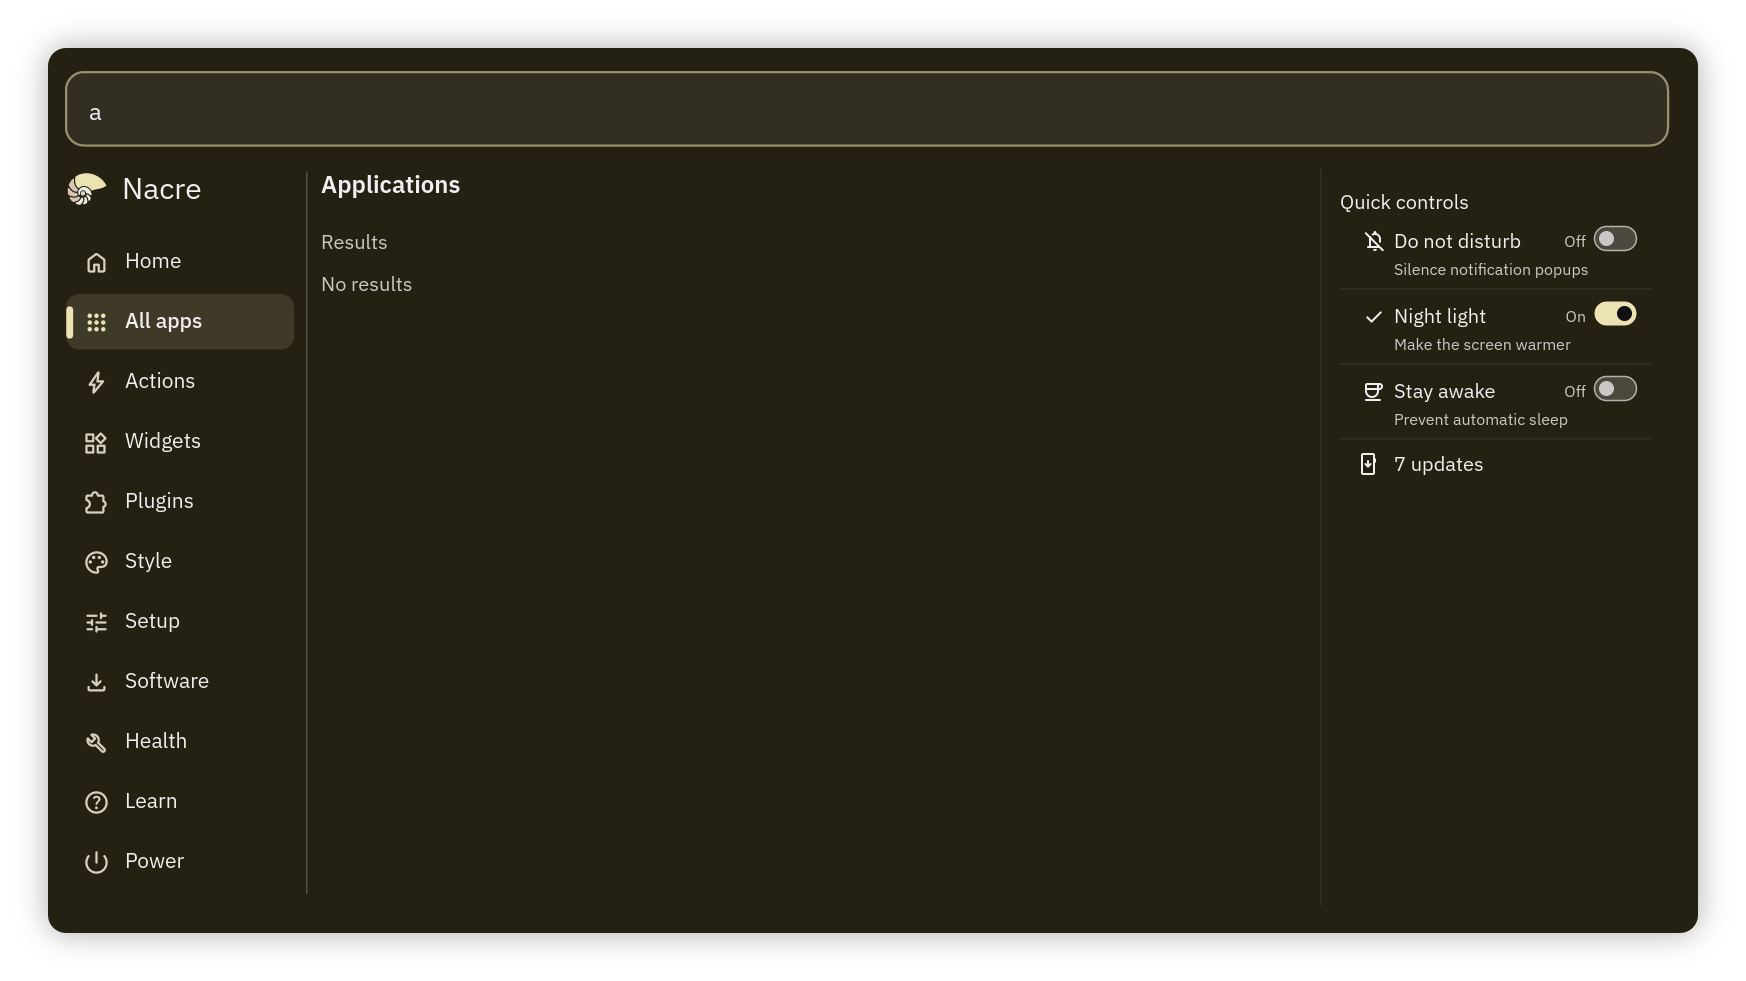 a
Nacre
Home
All apps
Actions
Widgets
Plugins
Style
Setup
Software
Health
Learn
Power
Applications
Results
No results
Quick controls
Do not disturb Off
Silence notification popups
Night light On
Make the screen warmer
Stay awake Off
Prevent automatic sleep
7 updates